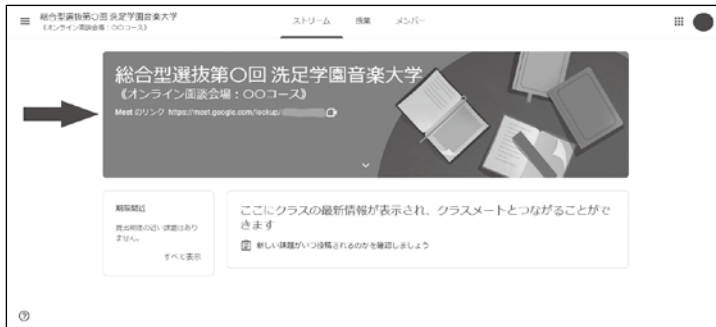 総合型選抜第〇回 洗足学園音楽大学
《オンライン面談会場：〇〇コース》
ストリーム 授業 メンバー
総合型選抜第〇回 洗足学園音楽大学
《オンライン面談会場：〇〇コース》
Meet のリンク https://meet.google.com/lookup/
期限間近
提出期限の近い課題はあり
ません。
すべて表示
ここにクラスの最新情報が表示され、クラスメートとつながることがで
きます
新しい課題がいつ投稿されるのかを確認しましょう